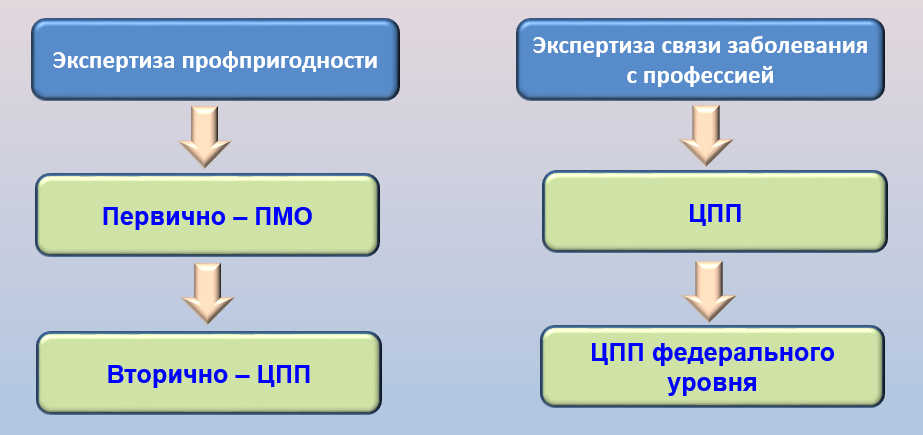 Экспертиза профпригодности
Первично – ПМО
Вторично – ЦПП
Экспертиза связи заболевания
с профессией
ЦПП
ЦПП федерального
уровня